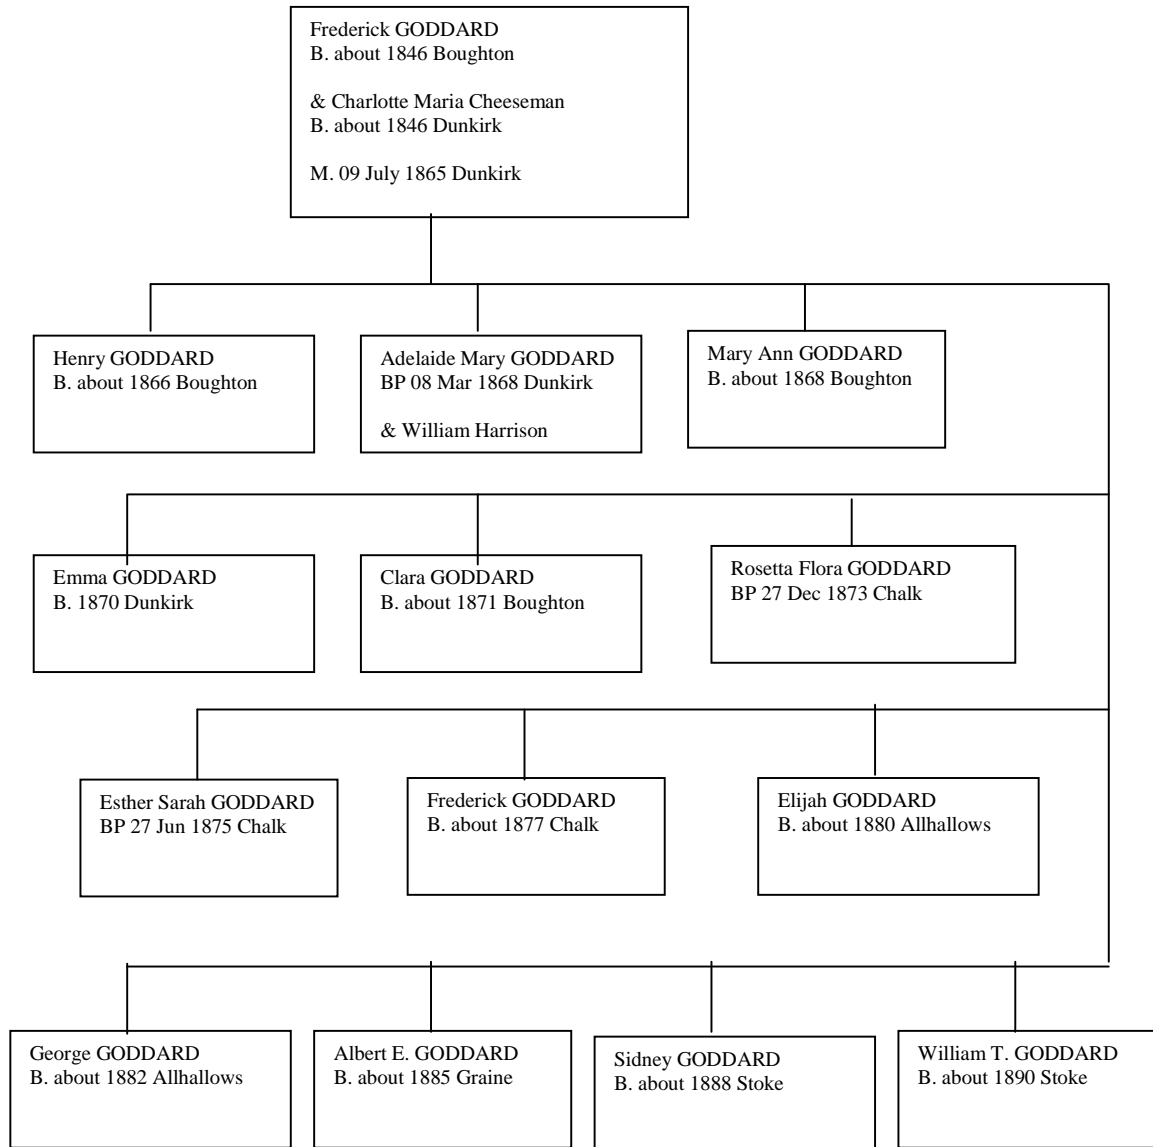 Frederick GODDARD
B. about 1846 Boughton
& Charlotte Maria Cheeseman
B. about 1846 Dunkirk
M. 09 July 1865 Dunkirk
Henry GODDARD
B. about 1866 Boughton
Adelaide Mary GODDARD
BP 08 Mar 1868 Dunkirk
& William Harrison
Mary Ann GODDARD
B. about 1868 Boughton
Emma GODDARD
B. 1870 Dunkirk
Clara GODDARD
B. about 1871 Boughton
Rosetta Flora GODDARD
BP 27 Dec 1873 Chalk
Esther Sarah GODDARD
BP 27 Jun 1875 Chalk
Frederick GODDARD
B. about 1877 Chalk
Elijah GODDARD
B. about 1880 Allhallows
George GODDARD
B. about 1882 Allhallows
Albert E. GODDARD
B. about 1885 Graine
Sidney GODDARD
B. about 1888 Stoke
William T. GODDARD
B. about 1890 Stoke